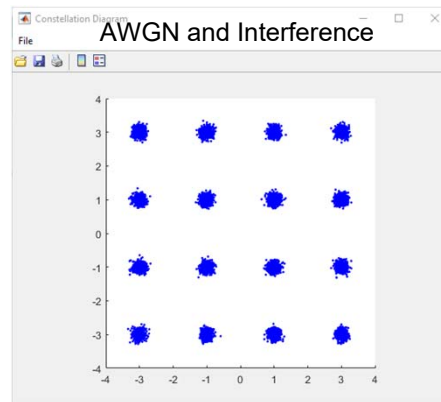 Constellation Diagram
AWGN and Interference
File
4
3
2
1
0
-1
-2
-3
-4
-4 -3 -2 -1 0 1 2 3 4